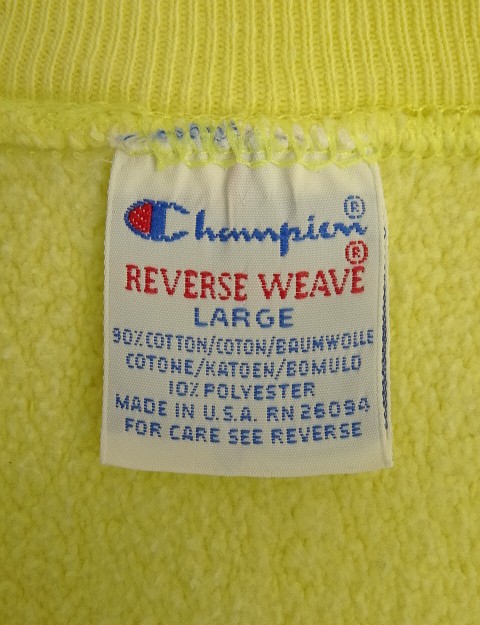 Champion®
REVERSE WEAVE®
LARGE
90% COTTON/COTON/BAUMWOLLE
COTONE/KATOEN/BOMULD
10% POLYESTER
MADE IN U.S.A. RN 26094
FOR CARE SEE REVERSE